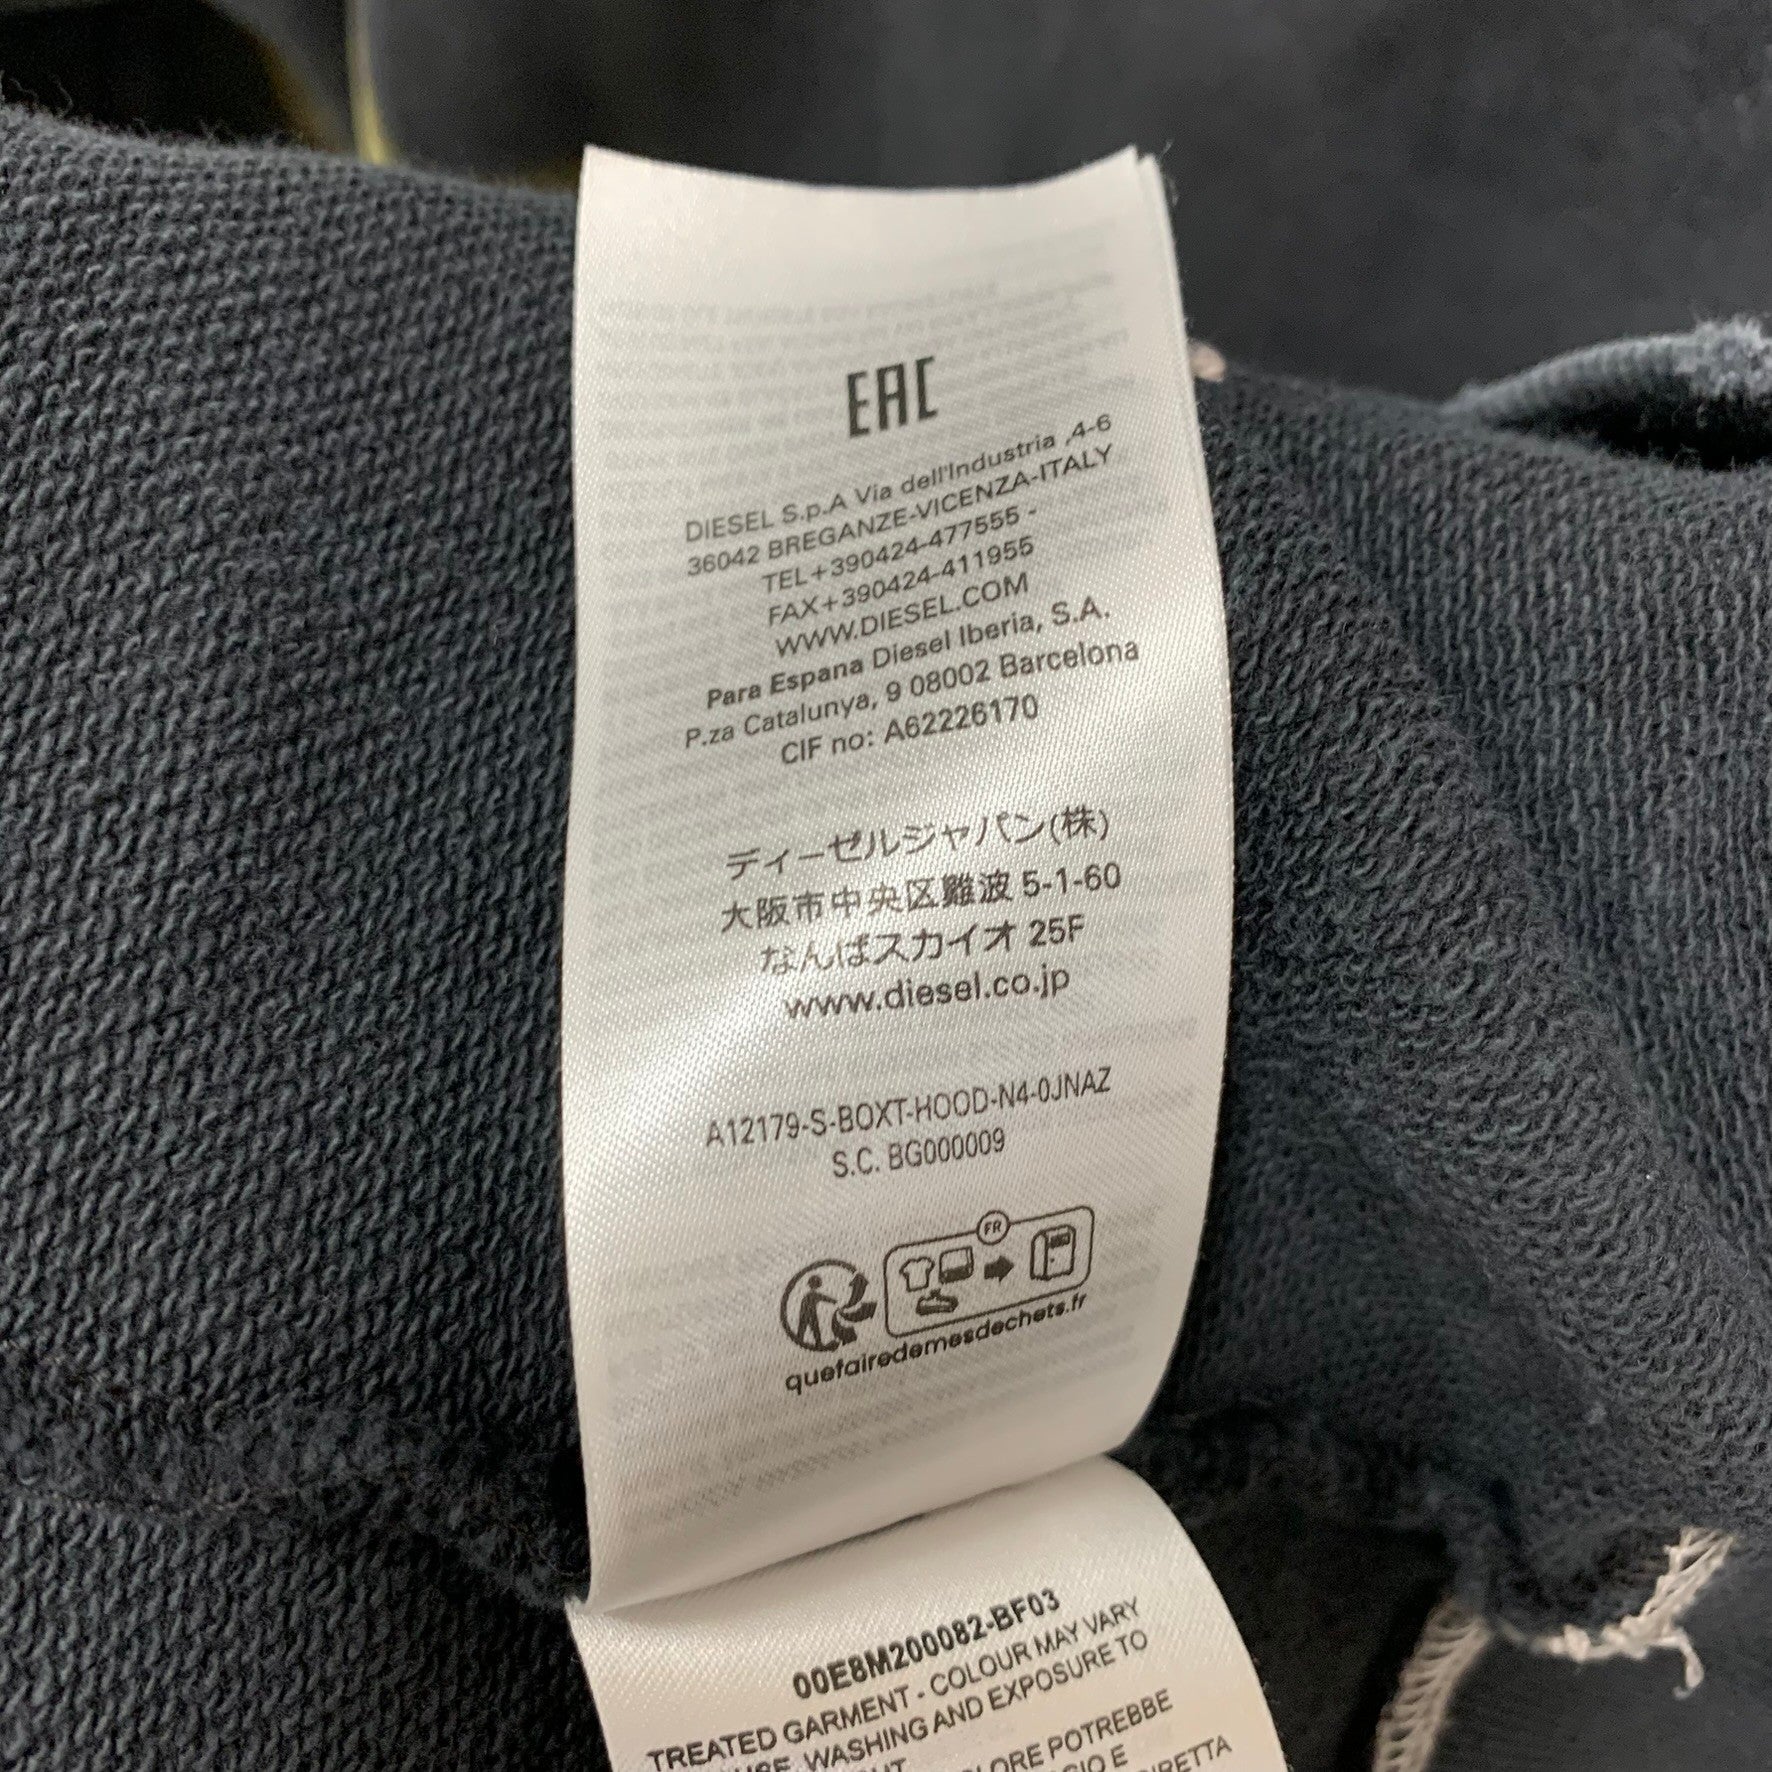 EAC
DIESEL S.p.A Via dell'Industria ,4-6
36042 BREGANZE-VICENZA-ITALY
TEL+390424-477555 -
FAX+390424-411955
WWW.DIESEL.COM
Para Espana Diesel Iberia, S.A.
P.za Catalunya, 9 08002 Barcelona
CIF no: A62226170
ディーゼルジャパン(株)
大阪市中央区難波 5-1-60
なんばスカイオ 25F
www.diesel.co.jp
A12179-S-BOXT-HOOD-N4-0JNAZ
S.C. BG000009
FR
quefairedemesdechets.fr
00E8M200082-BF03
TREATED GARMENT - COLOUR MAY VARY
WASHING AND EXPOSURE TO
POTREBBE
E